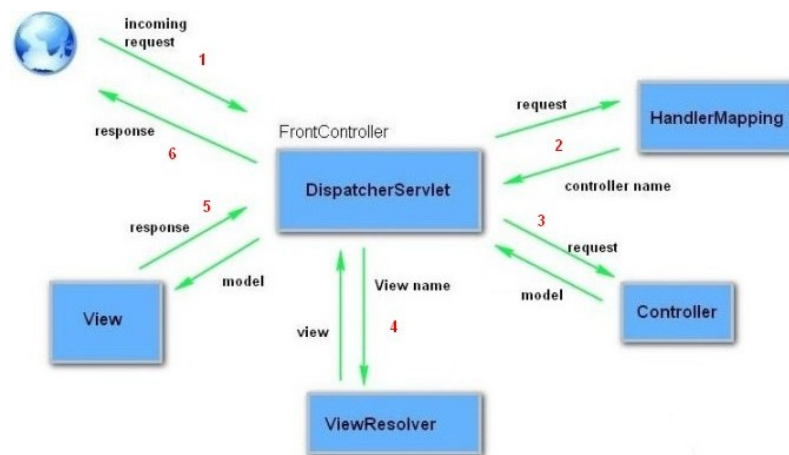 incoming
request
1
response
6
FrontController
DispatcherServlet
request
2
HandlerMapping
controller name
3
request
model
Controller
5
response
model
View
View name
view
4
ViewResolver